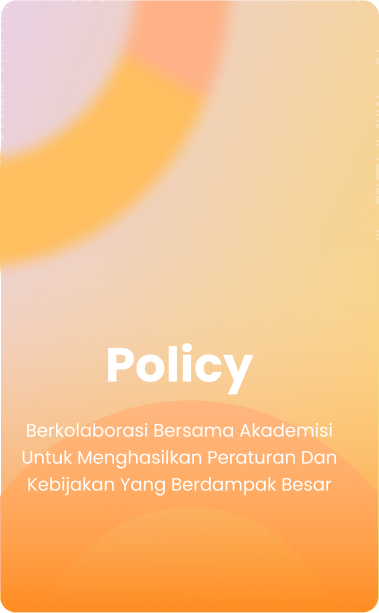 Policy
Berkolaborasi Bersama Akademisi
Untuk Menghasilkan Peraturan Dan
Kebijakan Yang Berdampak Besar